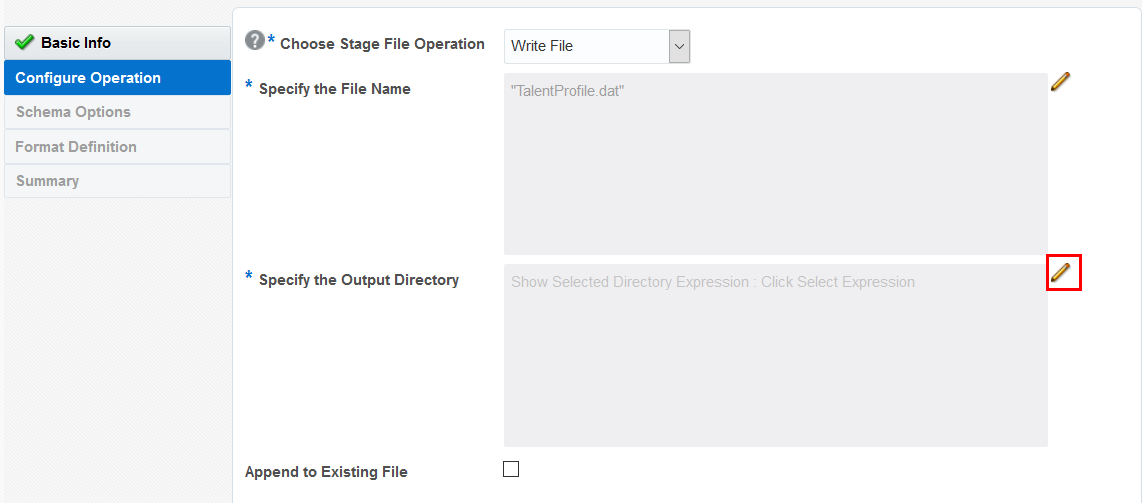 Basic Info
Configure Operation
Schema Options
Format Definition
Summary
? * Choose Stage File Operation
Write File
* Specify the File Name
"TalentProfile.dat"
* Specify the Output Directory
Show Selected Directory Expression : Click Select Expression
Append to Existing File